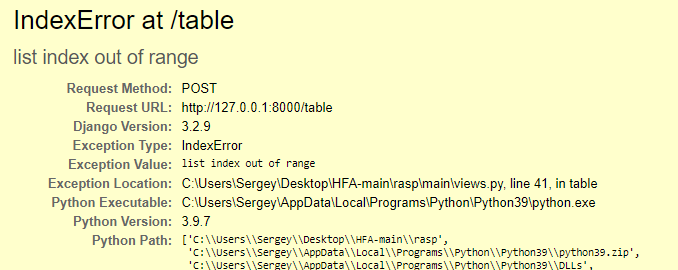 IndexError at /table
list index out of range
Request Method: POST
Request URL: http://127.0.0.1:8000/table
Django Version: 3.2.9
Exception Type: IndexError
Exception Value: list index out of range
Exception Location: C:\Users\Sergey\Desktop\HFA-main\rasp\main\views.py, line 41, in table
Python Executable: C:\Users\Sergey\AppData\Local\Programs\Python\Python39\python.exe
Python Version: 3.9.7
Python Path: ['C:\\Users\\Sergey\\Desktop\\HFA-main\\rasp',
'C:\\Users\\Sergey\\AppData\\Local\\Programs\\Python\\Python39\\python39.zip',
'C:\\Users\\Sergey\\AppData\\Local\\Programs\\Python\\Python39\\DLLs',